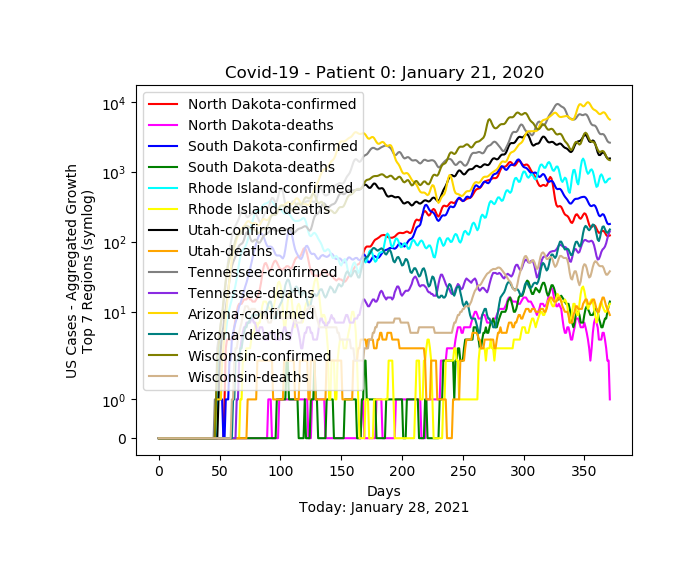 Covid-19 - Patient 0: January 21, 2020
US Cases - Aggregated Growth
Top 7 Regions (symlog)
10^4
10^3
10^2
10^1
10^0
0
North Dakota-confirmed
North Dakota-deaths
South Dakota-confirmed
South Dakota-deaths
Rhode Island-confirmed
Rhode Island-deaths
Utah-confirmed
Utah-deaths
Tennessee-confirmed
Tennessee-deaths
Arizona-confirmed
Arizona-deaths
Wisconsin-confirmed
Wisconsin-deaths
0 50 100 150 200 250 300 350
Days
Today: January 28, 2021